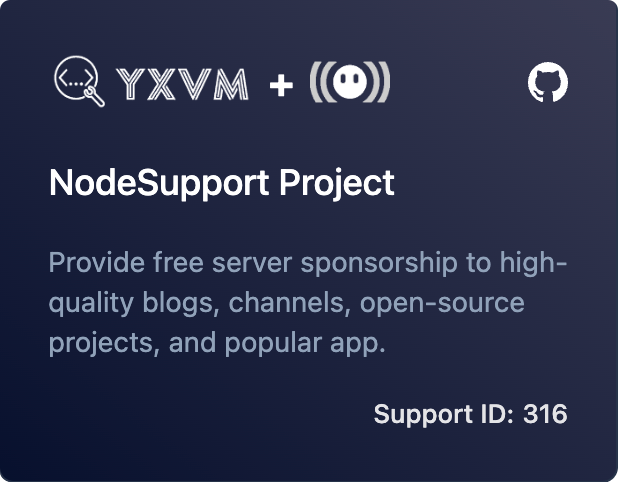 YXVM +
NodeSupport Project
Provide free server sponsorship to high-
quality blogs, channels, open-source
projects, and popular app.
Support ID: 316